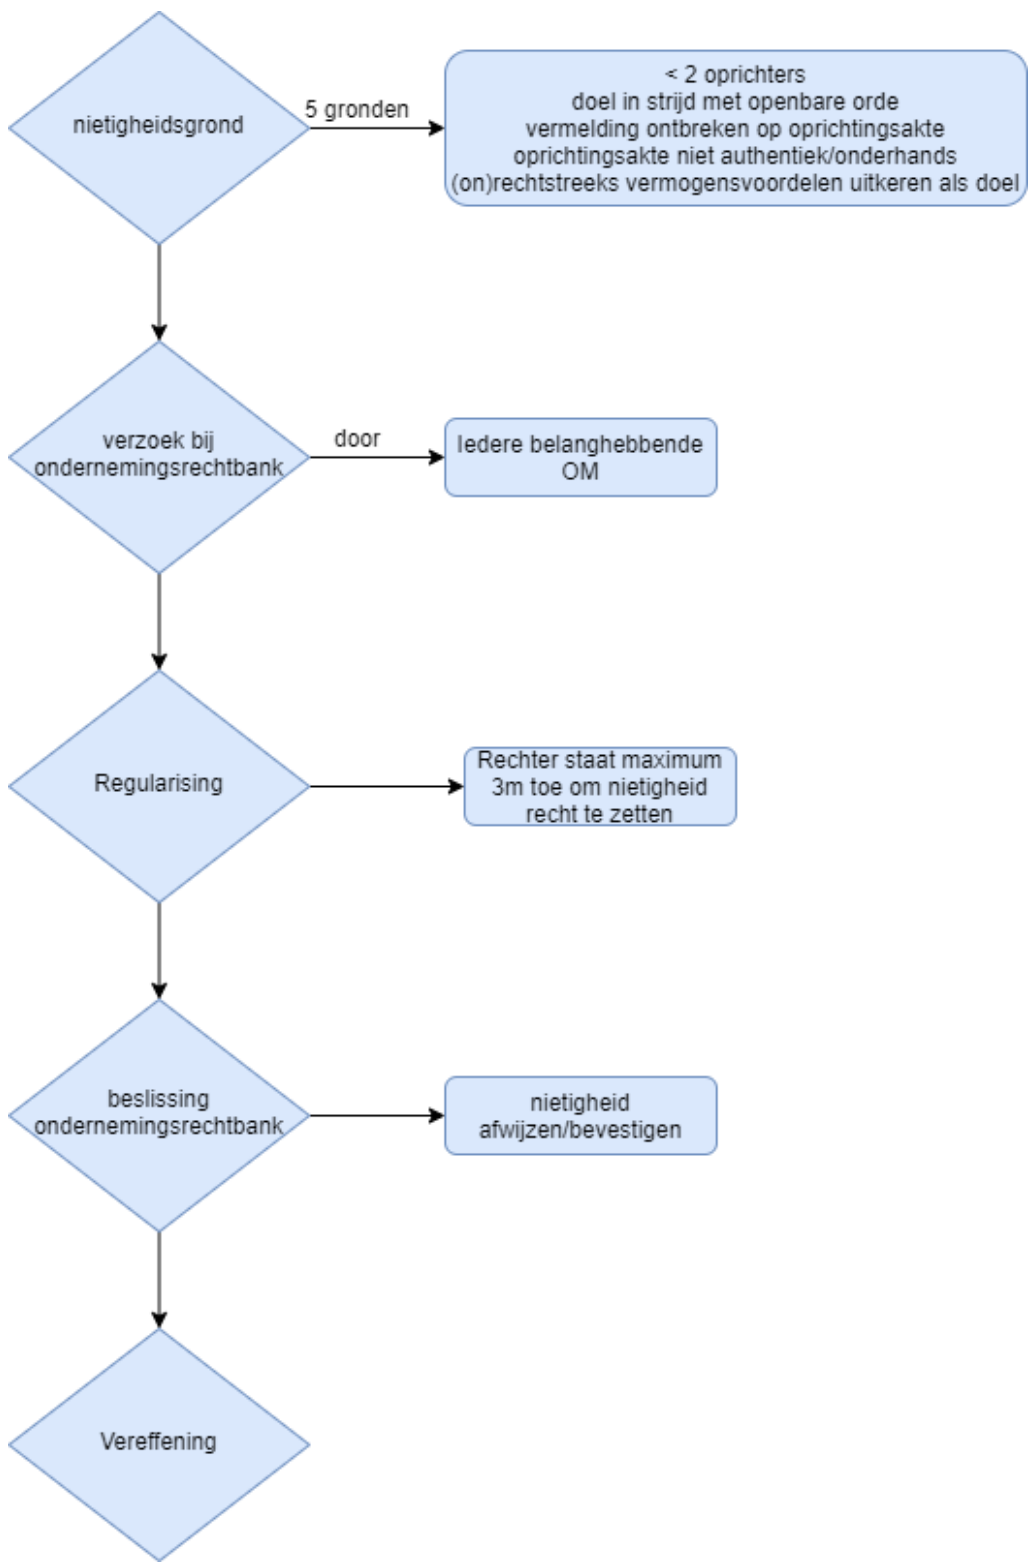 nietigheidsgrond
5 gronden
< 2 oprichters
doel in strijd met openbare orde
vermelding ontbreken op oprichtingsakte
oprichtingsakte niet authentiek/onderhands
(on)rechtstreeks vermogensvoordelen uitkeren als doel
verzoek bij
ondernemingsrechtbank
door
Iedere belanghebbende
OM
Regularising
Rechter staat maximum
3m toe om nietigheid
recht te zetten
beslissing
ondernemingsrechtbank
nietigheid
afwijzen/bevestigen
Vereffening